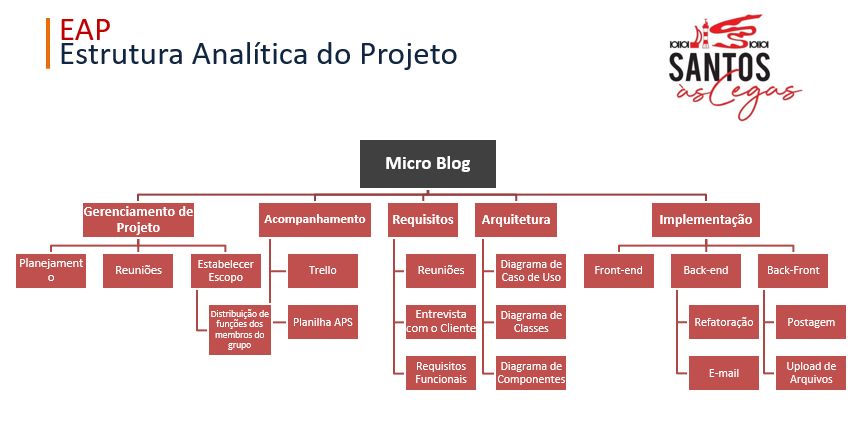 EAP
Estrutura Analítica do Projeto
SANTOS
às Cegas
Micro Blog
Gerenciamento de
Projeto
Acompanhamento
Requisitos
Arquitetura
Implementação
Planejament
o
Reuniões
Estabelecer
Escopo
Distribuição de
funções dos
membros do
grupo
Trello
Planilha APS
Reuniões
Entrevista
com o Cliente
Requisitos
Funcionais
Diagrama de
Caso de Uso
Diagrama de
Classes
Diagrama de
Componentes
Front-end
Back-end
Refatoração
E-mail
Back-Front
Postagem
Upload de
Arquivos